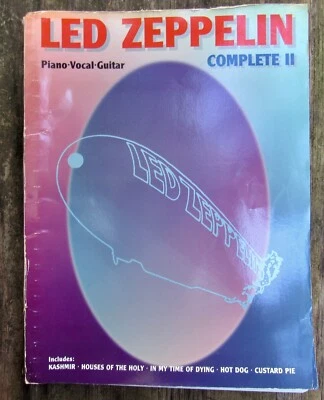 LED ZEPPELIN
Piano·Vocal·Guitar
COMPLETE II
LED ZEPPELIN
Includes:
KASHMIR · HOUSES OF THE HOLY · IN MY TIME OF DYING · HOT DOG · CUSTARD PIE